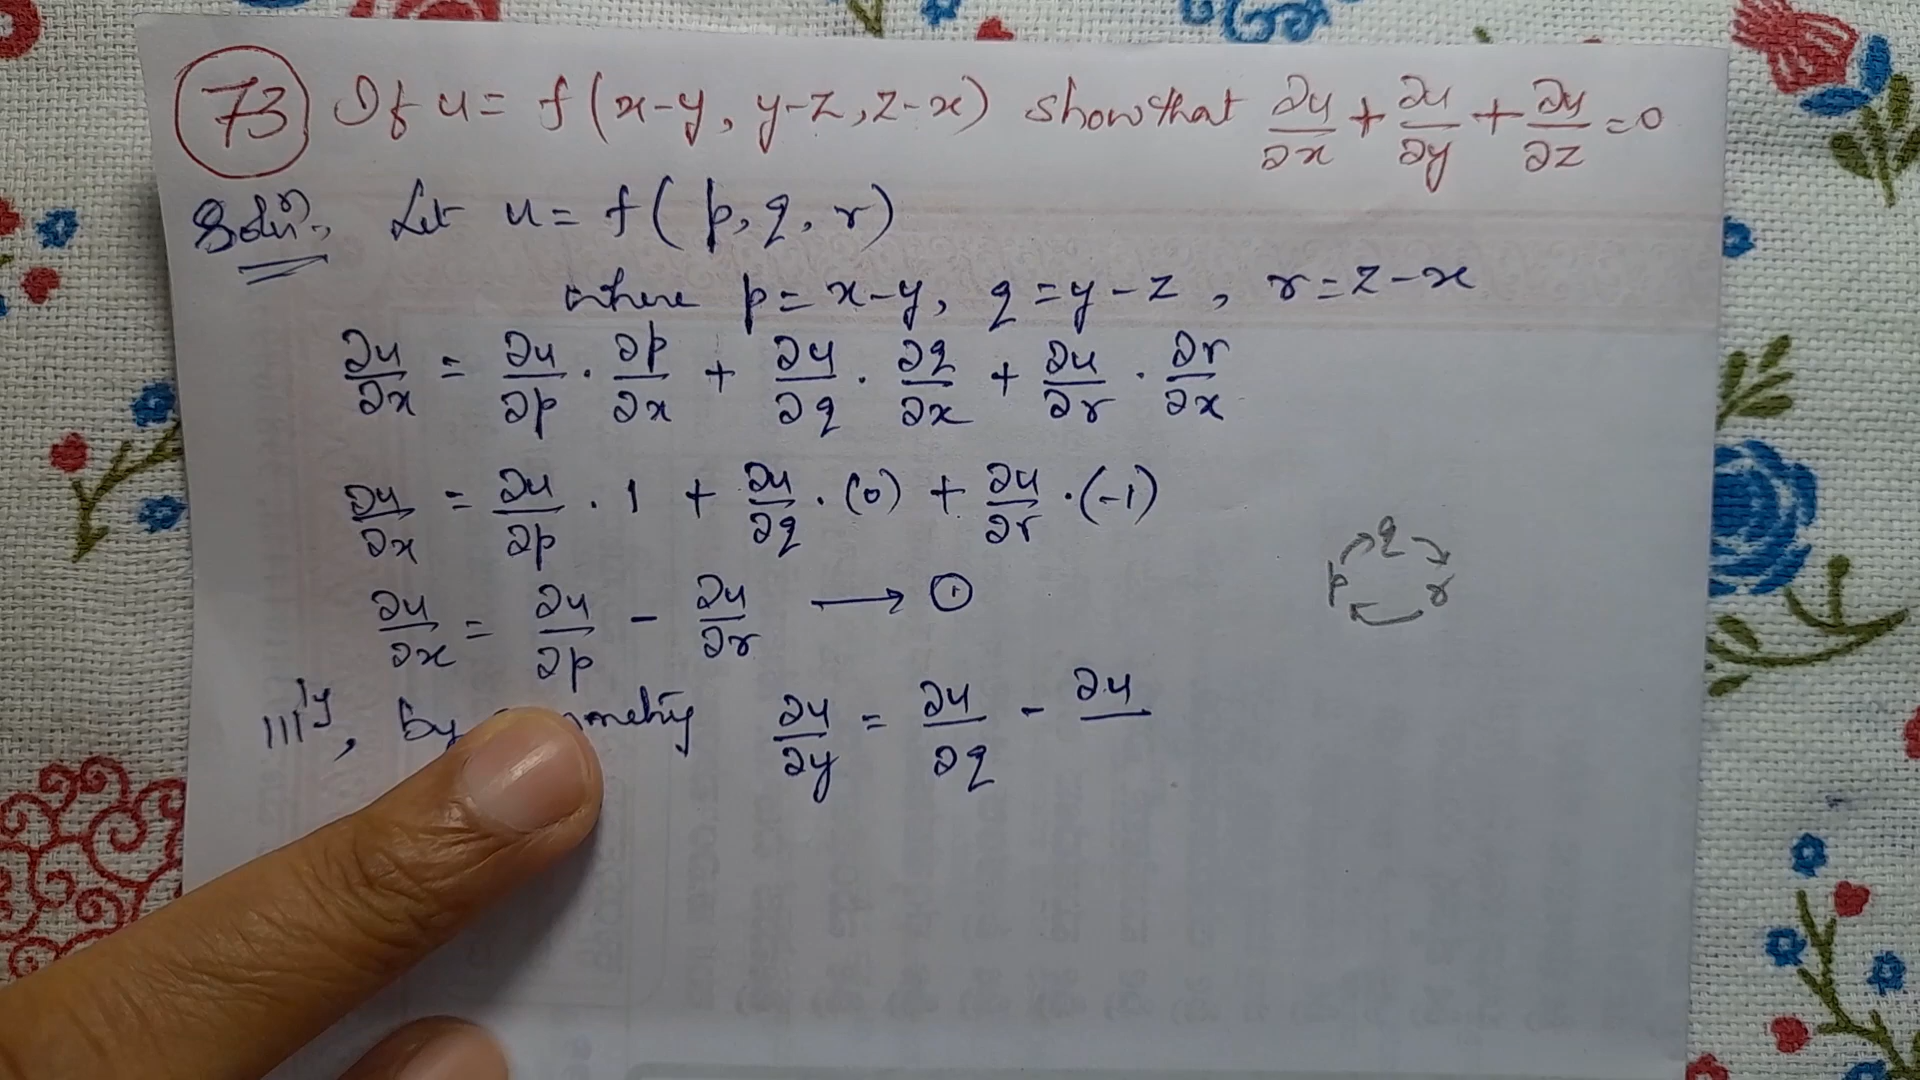 73 If u = f(x-y, y-z, z-x) show that ∂u/∂x + ∂u/∂y + ∂u/∂z = 0
Soln:, Let u = f(p, q, r)
where p = x-y, q = y-z, r = z-x
∂u/∂x = ∂u/∂p . ∂p/∂x + ∂u/∂q . ∂q/∂x + ∂u/∂r . ∂r/∂x
∂u/∂x = ∂u/∂p . 1 + ∂u/∂q . (0) + ∂u/∂r . (-1)
q
p r
∂u/∂x = ∂u/∂p - ∂u/∂r → 1
|||ly, by ∂u/∂y = ∂u/∂q - ∂u/